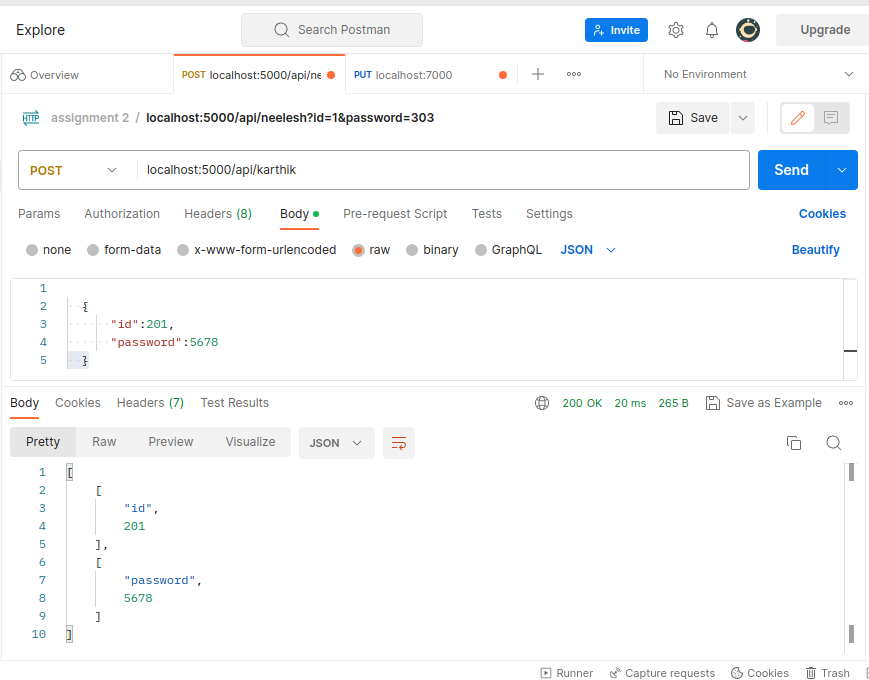 Explore
Search Postman
Invite
Upgrade
Overview
POST localhost:5000/api/ne
PUT localhost:7000
No Environment
HTTP assignment 2 / localhost:5000/api/neelesh?id=1&password=303
Save
POST localhost:5000/api/karthik
Send
Params Authorization Headers (8) Body Pre-request Script Tests Settings Cookies
none form-data x-www-form-urlencoded raw binary GraphQL JSON Beautify
1
2 {
3 "id":201,
4 "password":5678
5 }
Body Cookies Headers (7) Test Results 200 OK 20 ms 265 B Save as Example
Pretty Raw Preview Visualize JSON
1 [
2 [
3 "id",
4 201
5 ],
6 [
7 "password",
8 5678
9 ]
10 ]
Runner Capture requests Cookies Trash